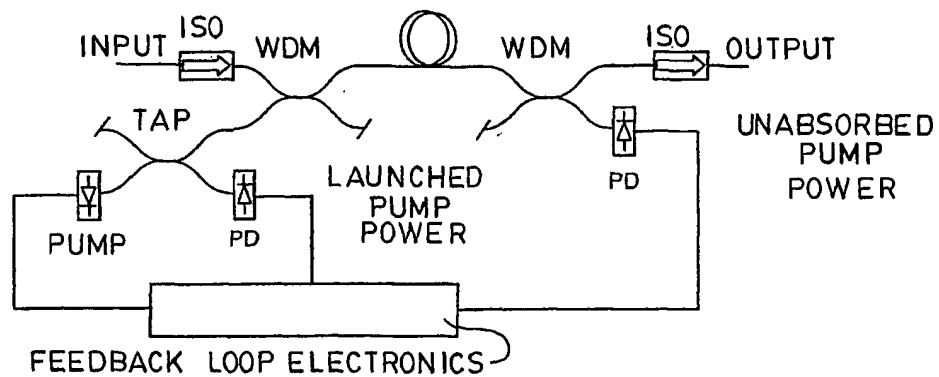 INPUT
ISO
WDM
WDM
ISO
OUTPUT
TAP
PUMP
PD
LAUNCHED
PUMP
POWER
PD
UNABSORBED
PUMP
POWER
FEEDBACK LOOP ELECTRONICS